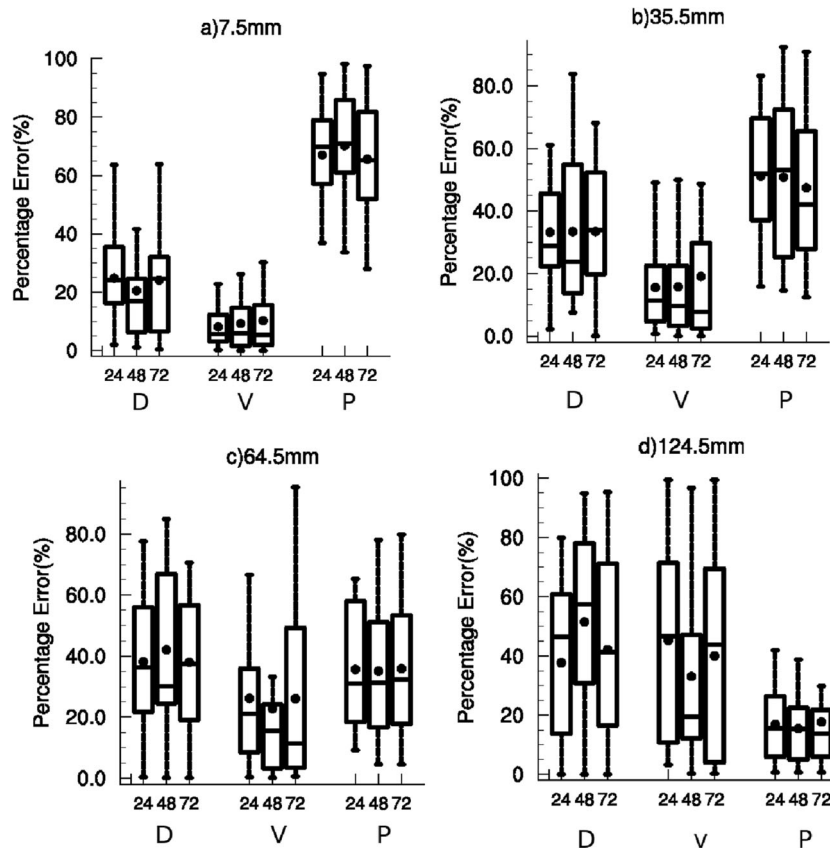 a)7.5mm
100
80
60
40
20
0
Percentage Error(%)
24 48 72
24 48 72
24 48 72
D
V
P
b)35.5mm
80.0
60.0
40.0
20.0
0.0
Percentage Error(%)
24 48 72
24 48 72
24 48 72
D
V
P
c)64.5mm
80.0
60.0
40.0
20.0
0.0
Percentage Error(%)
24 48 72
24 48 72
24 48 72
D
V
P
d)124.5mm
100
80
60
40
20
0
Percentage Error(%)
24 48 72
24 48 72
24 48 72
D
v
P